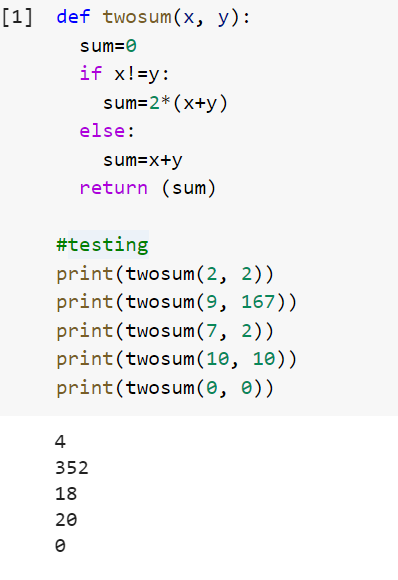 [1] def twosum(x, y):
sum=0
if x!=y:
sum=2*(x+y)
else:
sum=x+y
return (sum)
#testing
print(twosum(2, 2))
print(twosum(9, 167))
print(twosum(7, 2))
print(twosum(10, 10))
print(twosum(0, 0))
4
352
18
20
0